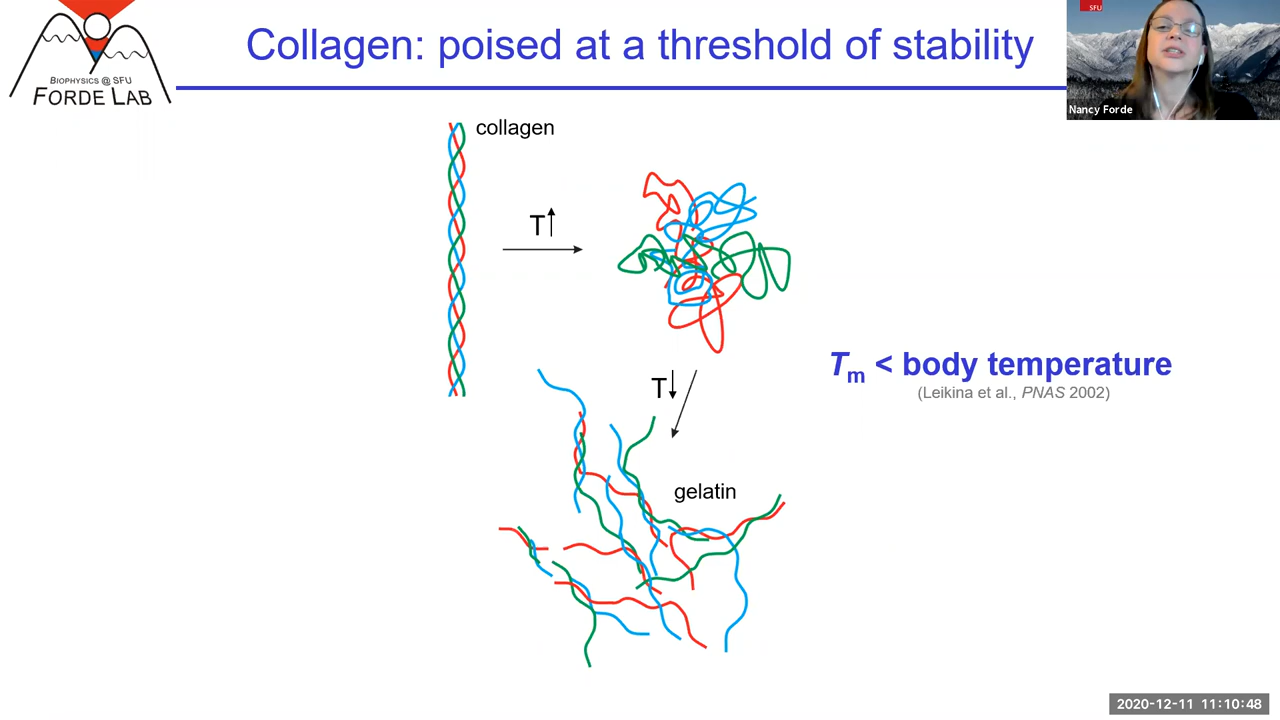 Collagen: poised at a threshold of stability
BIOPHYSICS @ SFU
FORDE LAB
SFU
Nancy Forde
collagen
T↑
T↓
gelatin
Tm < body temperature
(Leikina et al., PNAS 2002)
2020-12-11 11:10:48